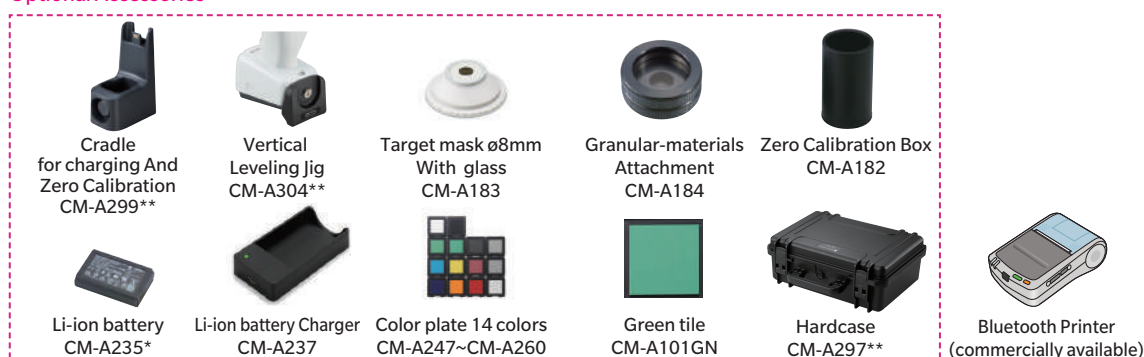 Optional Accessories
Cradle
for charging And
Zero Calibration
CM-A299**
Vertical
Leveling Jig
CM-A304**
Target mask ø8mm
With glass
CM-A183
Granular-materials
Attachment
CM-A184
Zero Calibration Box
CM-A182
Li-ion battery
CM-A235*
Li-ion battery Charger
CM-A237
Color plate 14 colors
CM-A247~CM-A260
Green tile
CM-A101GN
Hardcase
CM-A297**
Bluetooth Printer
(commercially available)